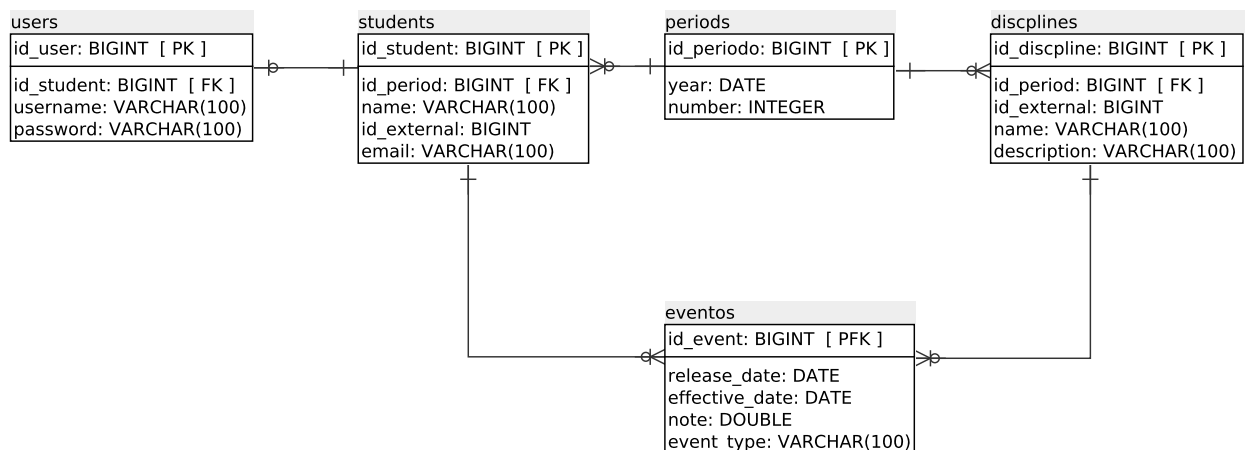 users
id_user: BIGINT [ PK ]
id_student: BIGINT [ FK ]
username: VARCHAR(100)
password: VARCHAR(100)
students
id_student: BIGINT [ PK ]
id_period: BIGINT [ FK ]
name: VARCHAR(100)
id_external: BIGINT
email: VARCHAR(100)
periods
id_periodo: BIGINT [ PK ]
year: DATE
number: INTEGER
discplines
id_discpline: BIGINT [ PK ]
id_period: BIGINT [ FK ]
id_external: BIGINT
name: VARCHAR(100)
description: VARCHAR(100)
eventos
id_event: BIGINT [ PFK ]
release_date: DATE
effective_date: DATE
note: DOUBLE
event_type: VARCHAR(100)